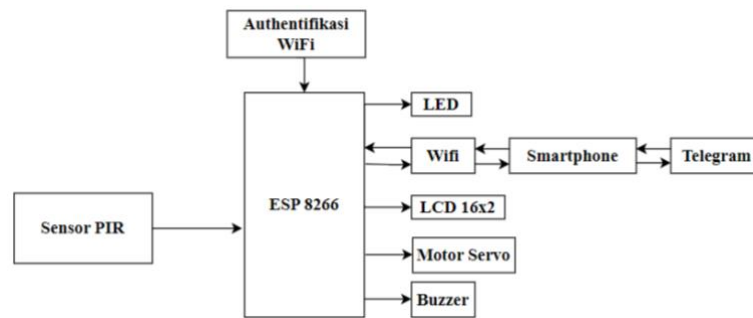 Authentifikasi
WiFi
LED
Wifi
Smartphone
Telegram
ESP 8266
LCD 16x2
Sensor PIR
Motor Servo
Buzzer